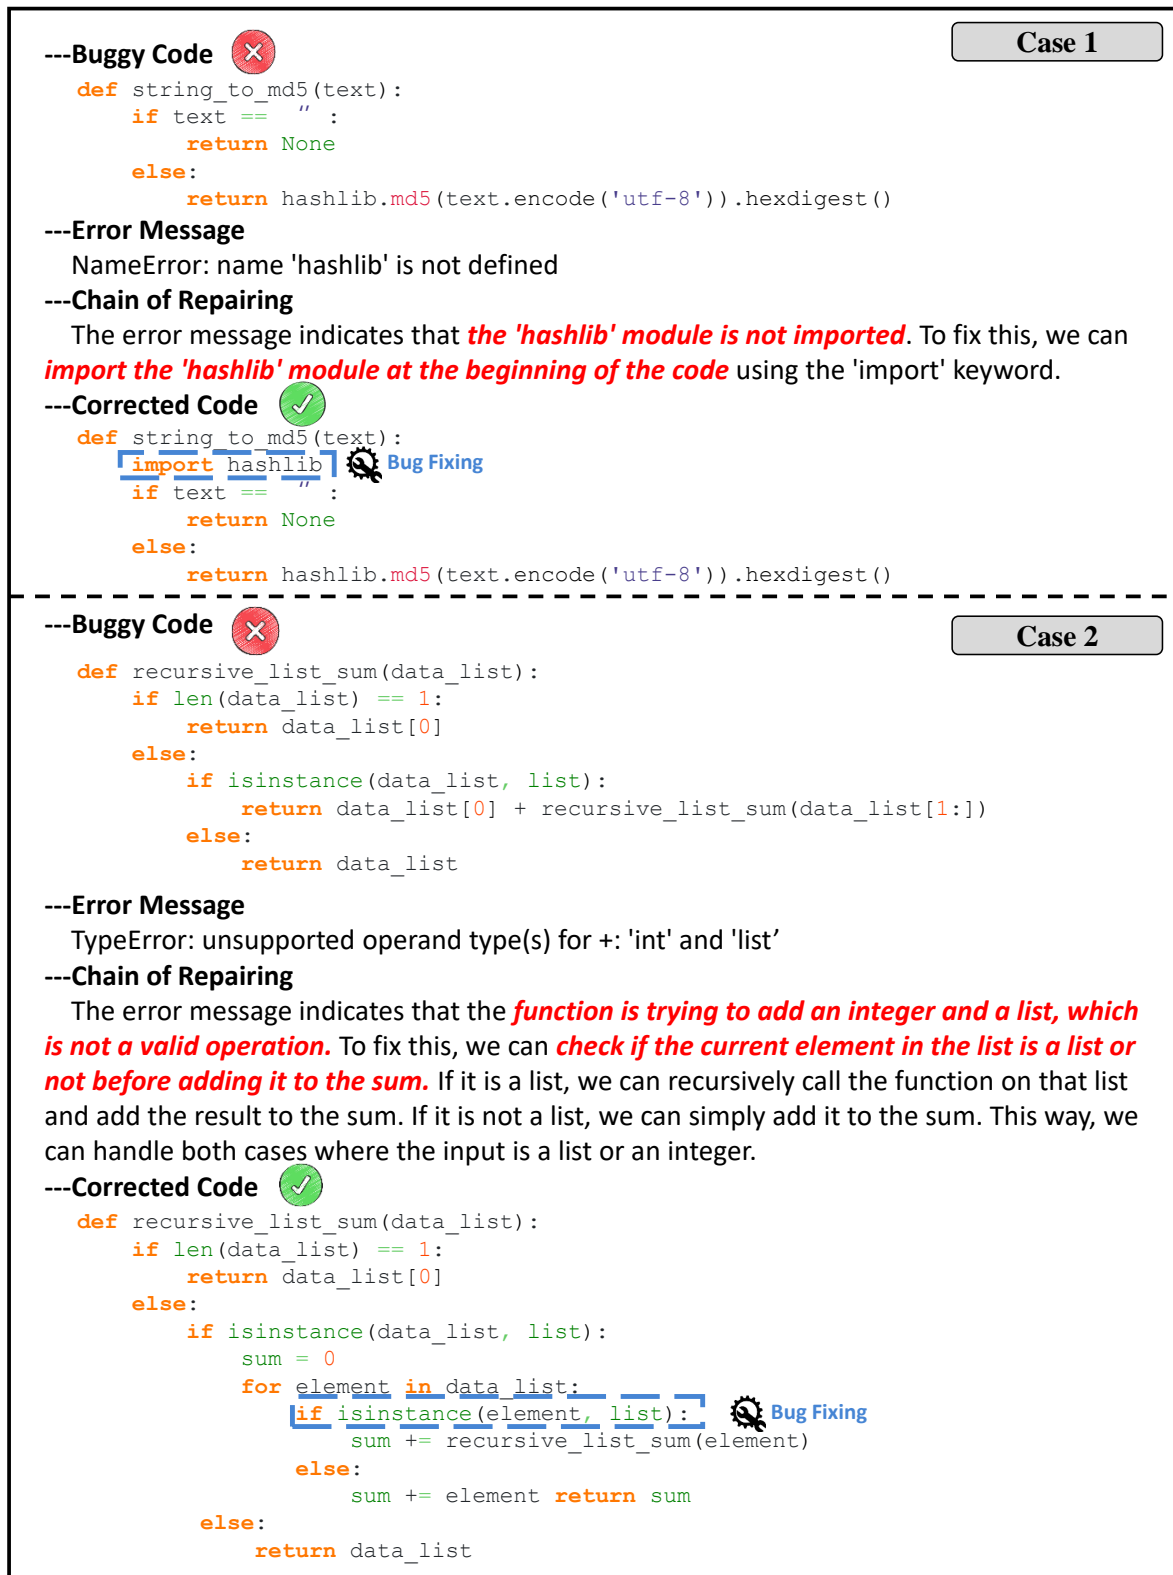 ---Buggy Code
Case 1
def string_to_md5(text):
    if text ==  “ :
        return None
    else:
        return hashlib.md5(text.encode('utf-8')).hexdigest()
---Error Message
NameError: name 'hashlib' is not defined
---Chain of Repairing
The error message indicates that the 'hashlib' module is not imported. To fix this, we can
import the 'hashlib' module at the beginning of the code using the 'import' keyword.
---Corrected Code
def string_to_md5(text):
    import hashlib Bug Fixing
    if text ==  “ :
        return None
    else:
        return hashlib.md5(text.encode('utf-8')).hexdigest()
---Buggy Code
Case 2
def recursive_list_sum(data_list):
    if len(data_list) == 1:
        return data_list[0]
    else:
        if isinstance(data_list, list):
            return data_list[0] + recursive_list_sum(data_list[1:])
        else:
            return data_list
---Error Message
TypeError: unsupported operand type(s) for +: 'int' and 'list’
---Chain of Repairing
The error message indicates that the function is trying to add an integer and a list, which
is not a valid operation. To fix this, we can check if the current element in the list is a list or
not before adding it to the sum. If it is a list, we can recursively call the function on that list
and add the result to the sum. If it is not a list, we can simply add it to the sum. This way, we
can handle both cases where the input is a list or an integer.
---Corrected Code
def recursive_list_sum(data_list):
    if len(data_list) == 1:
        return data_list[0]
    else:
        if isinstance(data_list, list):
            sum = 0
            for element in data_list:
                if isinstance(element, list): Bug Fixing
                    sum += recursive_list_sum(element)
                else:
                    sum += element return sum
         else:
             return data_list